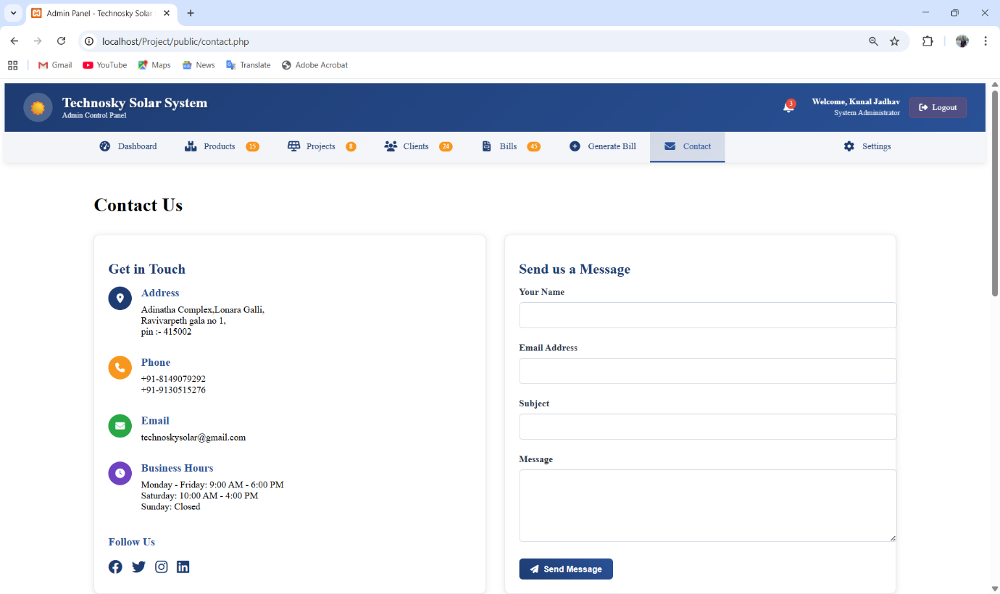 Admin Panel - Technosky Solar
localhost/Project/public/contact.php
Gmail YouTube Maps News Translate Adobe Acrobat
Technosky Solar System
Admin Control Panel
3
Welcome, Kunal Jadhav
System Administrator
Logout
Dashboard Products 15 Projects 8 Clients 24 Bills 45 Generate Bill Contact Settings
Contact Us
Get in Touch
Address
Adinatha Complex,Lonara Galli,
Ravivarpeth gala no 1,
pin :- 415002
Phone
+91-8149079292
+91-9130515276
Email
technoskysolar@gmail.com
Business Hours
Monday - Friday: 9:00 AM - 6:00 PM
Saturday: 10:00 AM - 4:00 PM
Sunday: Closed
Follow Us
Send us a Message
Your Name
Email Address
Subject
Message
Send Message